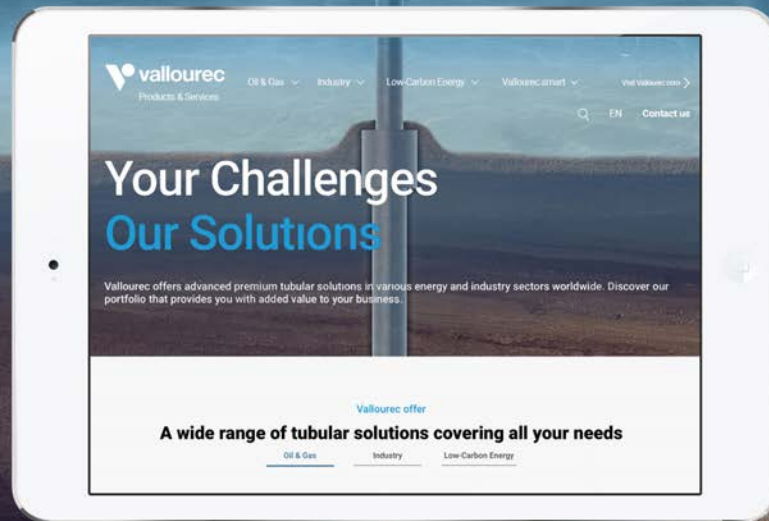 vallourec
Products & Services
Oil & Gas
Industry
Low-Carbon Energy
Vallourec.smart
Visit Vallourec.com
EN
Contact us
Your Challenges
Our Solutions
Vallourec offers advanced premium tubular solutions in various energy and industry sectors worldwide. Discover our
portfolio that provides you with added value to your business.
Vallourec offer
A wide range of tubular solutions covering all your needs
Oil & Gas
Industry
Low-Carbon Energy